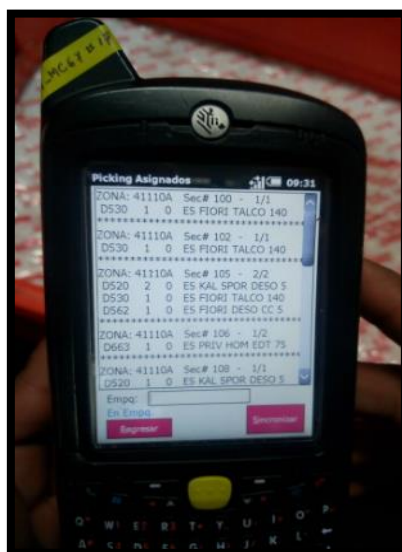 MC67 #1
Picking Asignados 09:31
ZONA: 41110A Sec# 100 - 1/1
D530 1 0 ES FIORI TALCO 140
********************************
ZONA: 41110A Sec# 102 - 1/1
D530 1 0 ES FIORI TALCO 140
********************************
ZONA: 41110A Sec# 105 - 2/2
D520 2 0 ES KAL SPOR DESO 5
D530 1 0 ES FIORI TALCO 140
D562 1 0 ES FIORI DESO CC 5
********************************
ZONA: 41110A Sec# 106 - 1/2
D663 1 0 ES PRIV HOM EDT 75
********************************
ZONA: 41110A Sec# 108 - 1/1
D520 1 0 ES KAL SPOR DESO 5
Empq:
En Empq
Regresar Sincronizar
Q W E R T Y U I O P
A S D F K L